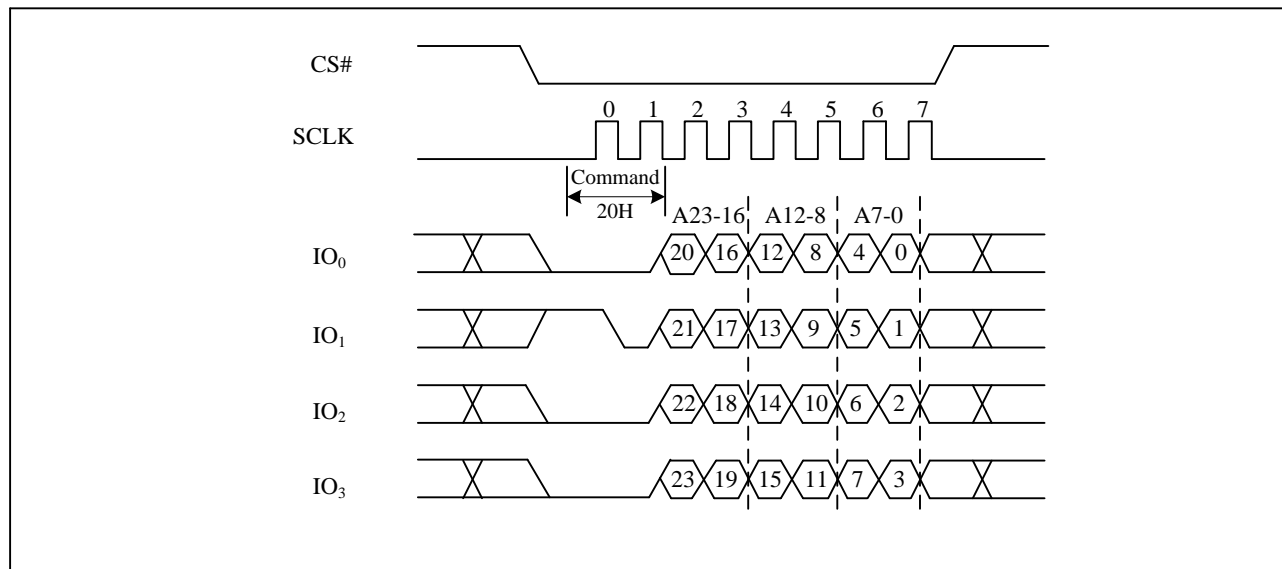 CS#
0 1 2 3 4 5 6 7
SCLK
Command
20H
A23-16 A12-8 A7-0
IO₀ 20 16 12 8 4 0
IO₁ 21 17 13 9 5 1
IO₂ 22 18 14 10 6 2
IO₃ 23 19 15 11 7 3